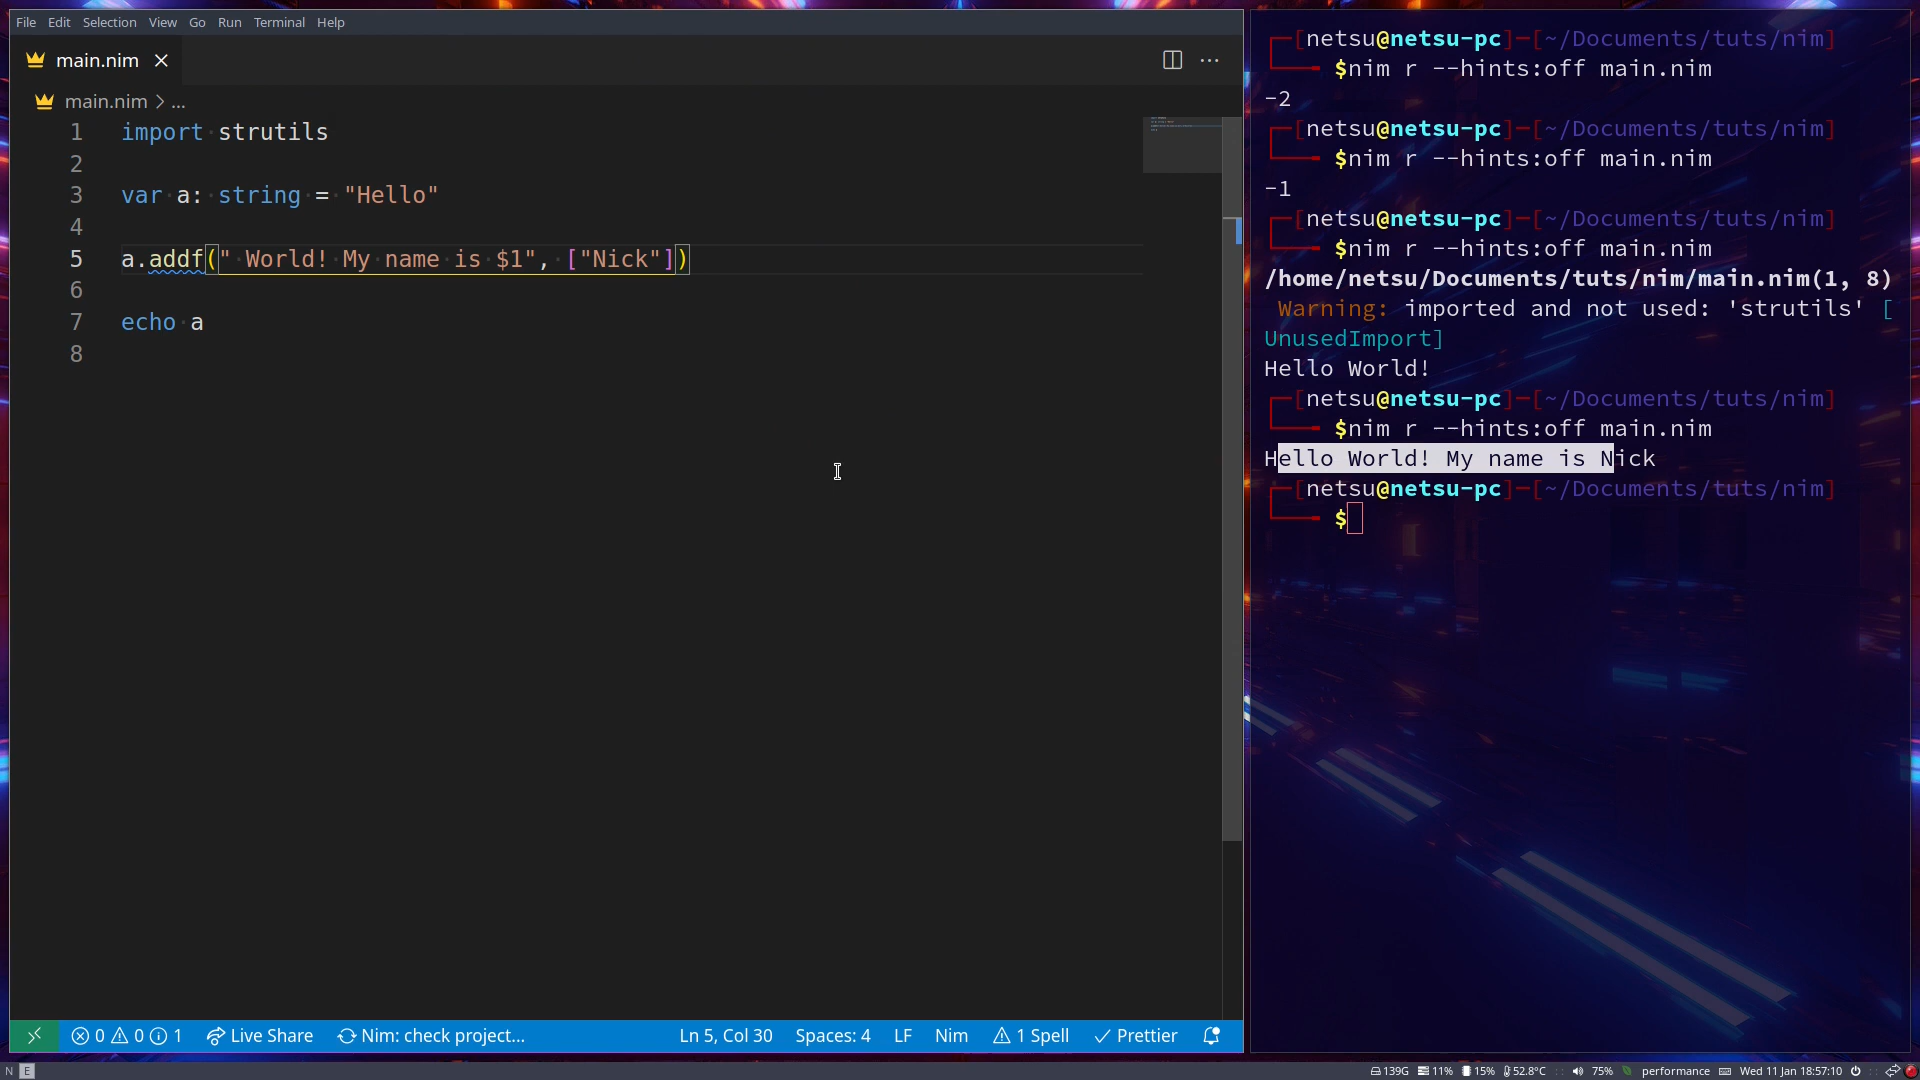 File Edit Selection View Go Run Terminal Help
main.nim
main.nim > ...
1 import strutils
2
3 var a: string = "Hello"
4
5 a.addf(" World! My name is $1", ["Nick"])
6
7 echo a
8
0 0 1 Live Share Nim: check project... Ln 5, Col 30 Spaces: 4 LF Nim 1 Spell Prettier
[netsu@netsu-pc]-[~/Documents/tuts/nim]
$nim r --hints:off main.nim
-2
[netsu@netsu-pc]-[~/Documents/tuts/nim]
$nim r --hints:off main.nim
-1
[netsu@netsu-pc]-[~/Documents/tuts/nim]
$nim r --hints:off main.nim
/home/netsu/Documents/tuts/nim/main.nim(1, 8)
Warning: imported and not used: 'strutils' [
UnusedImport]
Hello World!
[netsu@netsu-pc]-[~/Documents/tuts/nim]
$nim r --hints:off main.nim
Hello World! My name is Nick
[netsu@netsu-pc]-[~/Documents/tuts/nim]
$
N E 139G 11% 15% 52.8°C 75% performance Wed 11 Jan 18:57:10